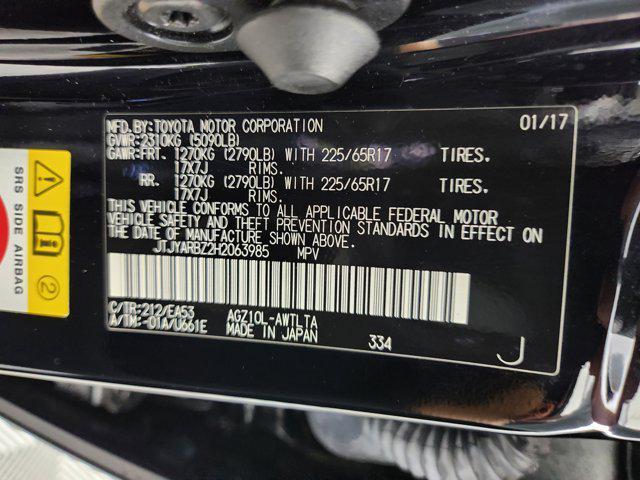 MFD.BY:TOYOTA MOTOR CORPORATION 01/17
GVWR:2310KG (5090LB)
GAWR:FRT. 1270KG (2790LB) WITH 225/65R17 TIRES.
17X7J RIMS.
RR. 1270KG (2790LB) WITH 225/65R17 TIRES.
17X7J RIMS.
THIS VEHICLE CONFORMS TO ALL APPLICABLE FEDERAL MOTOR
VEHICLE SAFETY AND THEFT PREVENTION STANDARDS IN EFFECT ON
THE DATE OF MANUFACTURE SHOWN ABOVE.
JTJYARBZ2H2063985 MPV
C/TR:212/EA53 AGZ10L-AWTLTA
A/TM:-01A/U661E MADE IN JAPAN 334 J
SRS SIDE AIRBAG
2